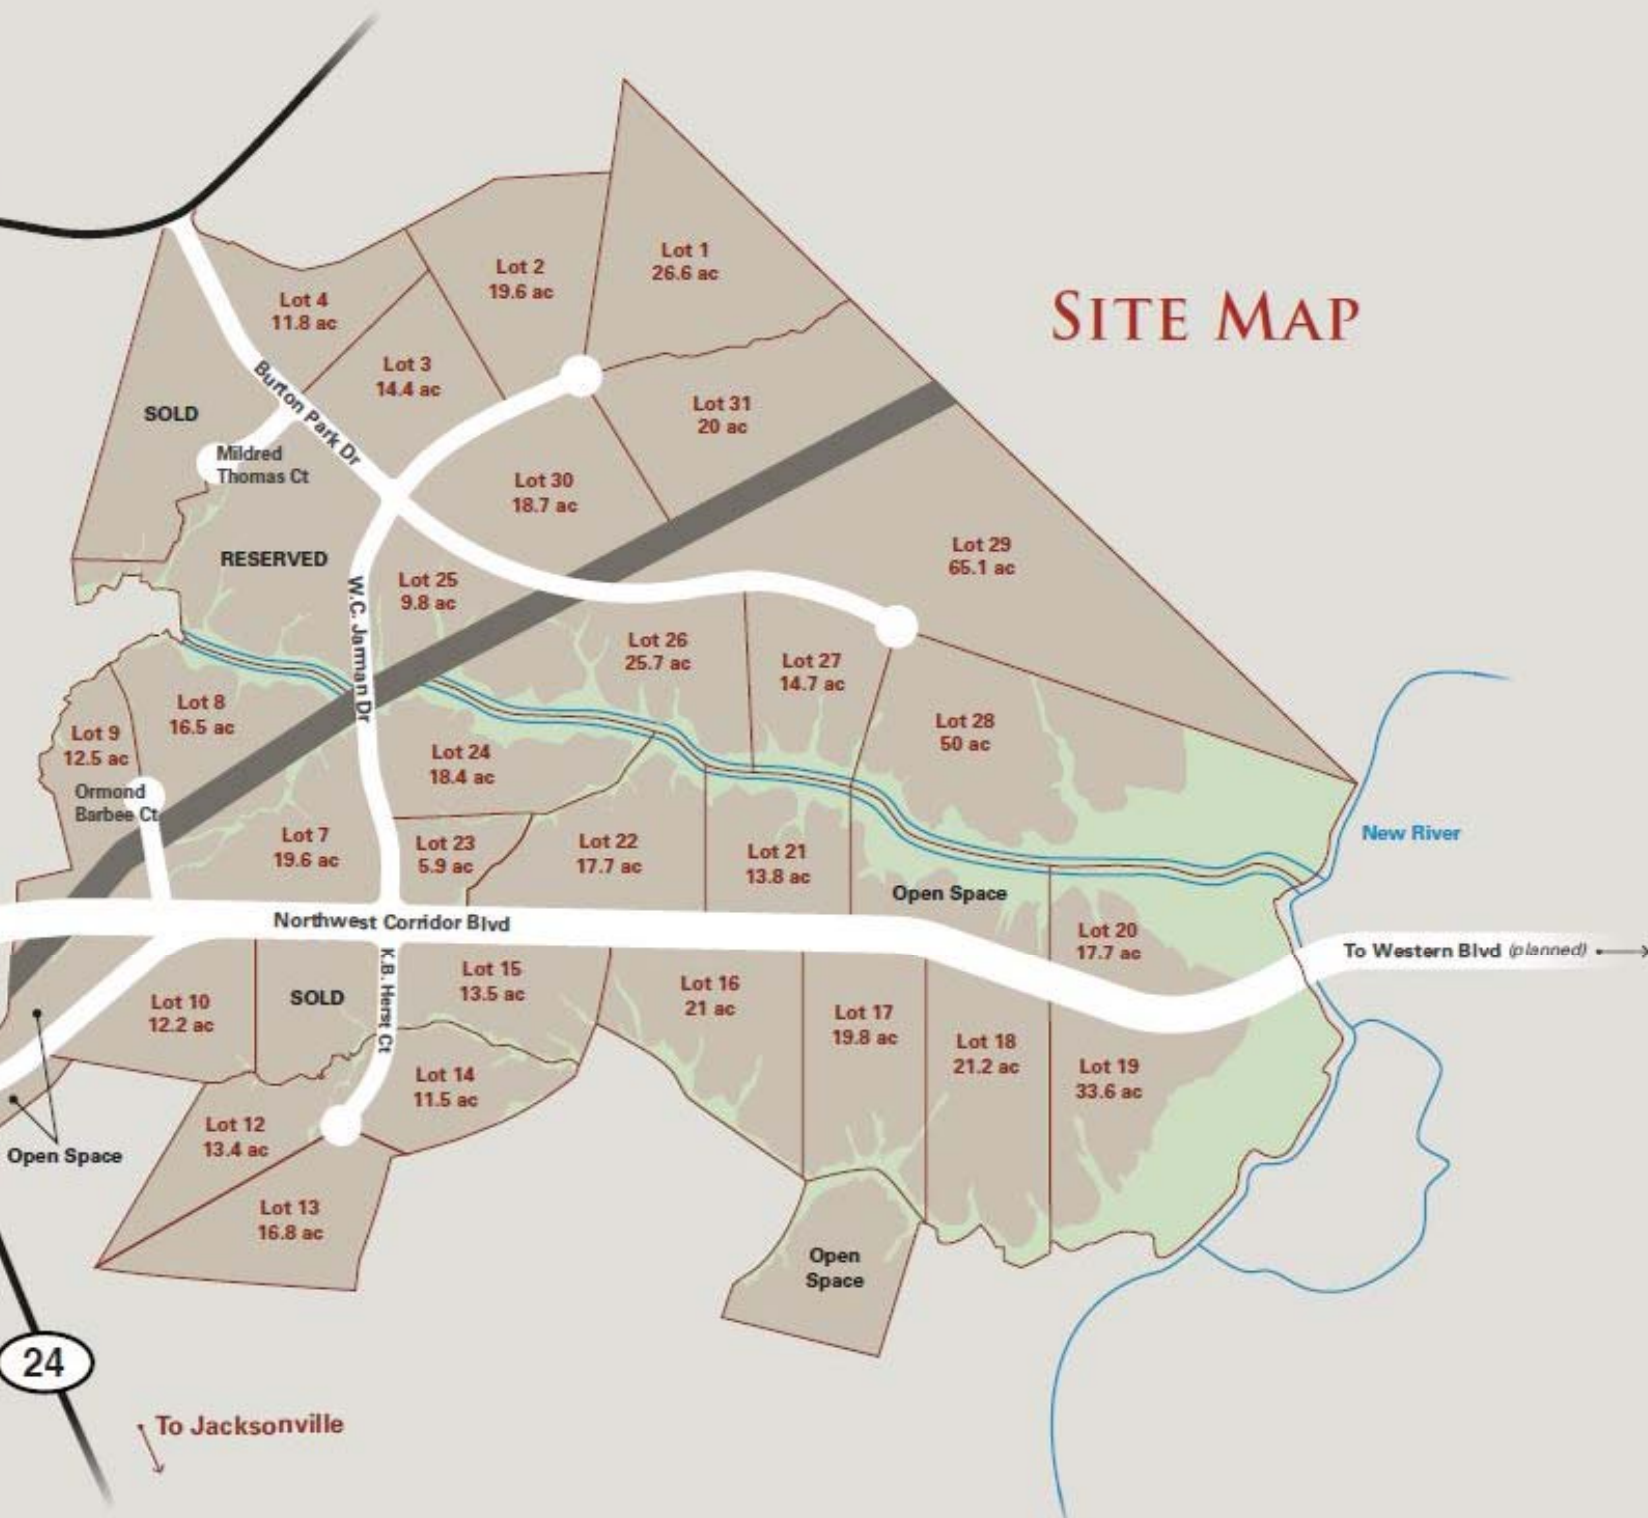 SITE MAP
Lot 1
26.6 ac
Lot 2
19.6 ac
Lot 4
11.8 ac
Lot 3
14.4 ac
Burton Park Dr
SOLD
Lot 31
20 ac
Mildred
Thomas Ct
Lot 30
18.7 ac
RESERVED
Lot 25
9.8 ac
Lot 29
65.1 ac
W.C. Jarman Dr
Lot 26
25.7 ac
Lot 27
14.7 ac
Lot 8
16.5 ac
Lot 28
50 ac
Lot 9
12.5 ac
Lot 24
18.4 ac
Ormond
Barbee Ct
Lot 7
19.6 ac
Lot 23
5.9 ac
Lot 22
17.7 ac
Lot 21
13.8 ac
New River
Open Space
Northwest Corridor Blvd
Lot 20
17.7 ac
To Western Blvd (planned)
K.B. Herst Ct
Lot 10
12.2 ac
SOLD
Lot 15
13.5 ac
Lot 16
21 ac
Lot 17
19.8 ac
Lot 18
21.2 ac
Lot 19
33.6 ac
Lot 14
11.5 ac
Lot 12
13.4 ac
Open Space
Lot 13
16.8 ac
Open
Space
24
To Jacksonville